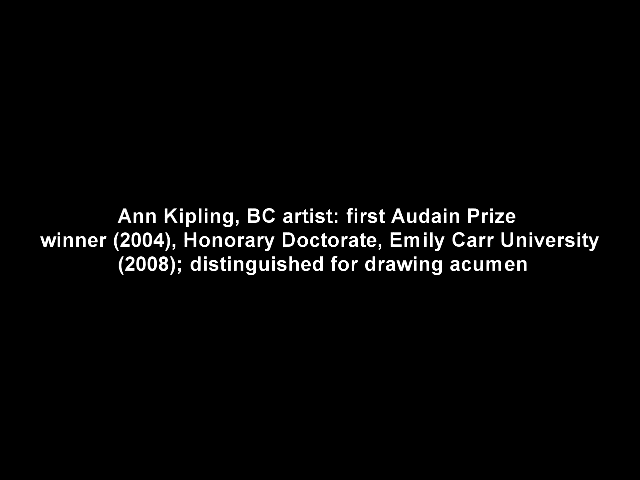 Ann Kipling, BC artist: first Audain Prize
winner (2004), Honorary Doctorate, Emily Carr University
(2008); distinguished for drawing acumen